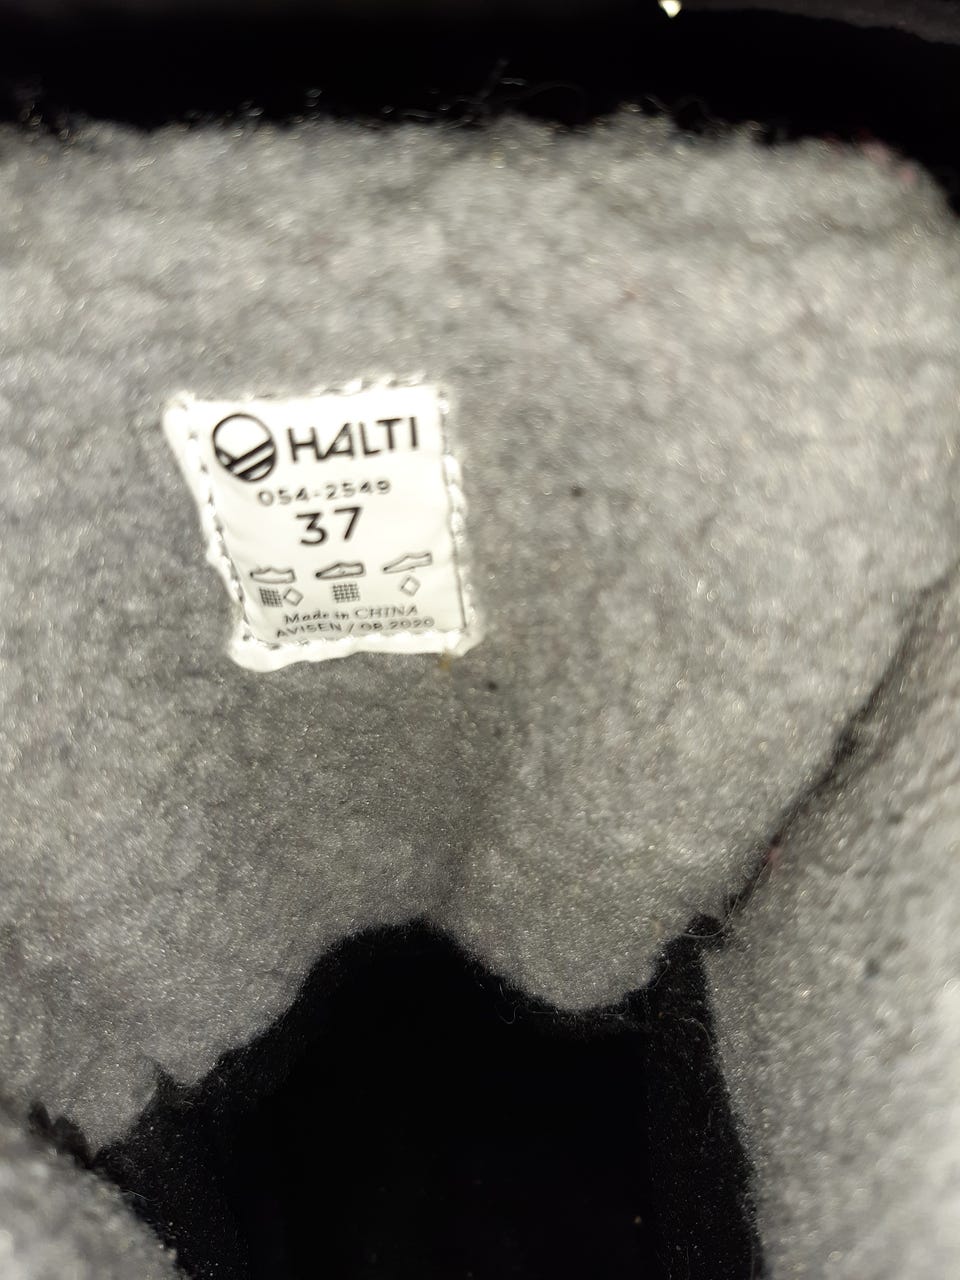 HALTI
054-2549
37
Made in CHINA
AVISEN / 08.2020